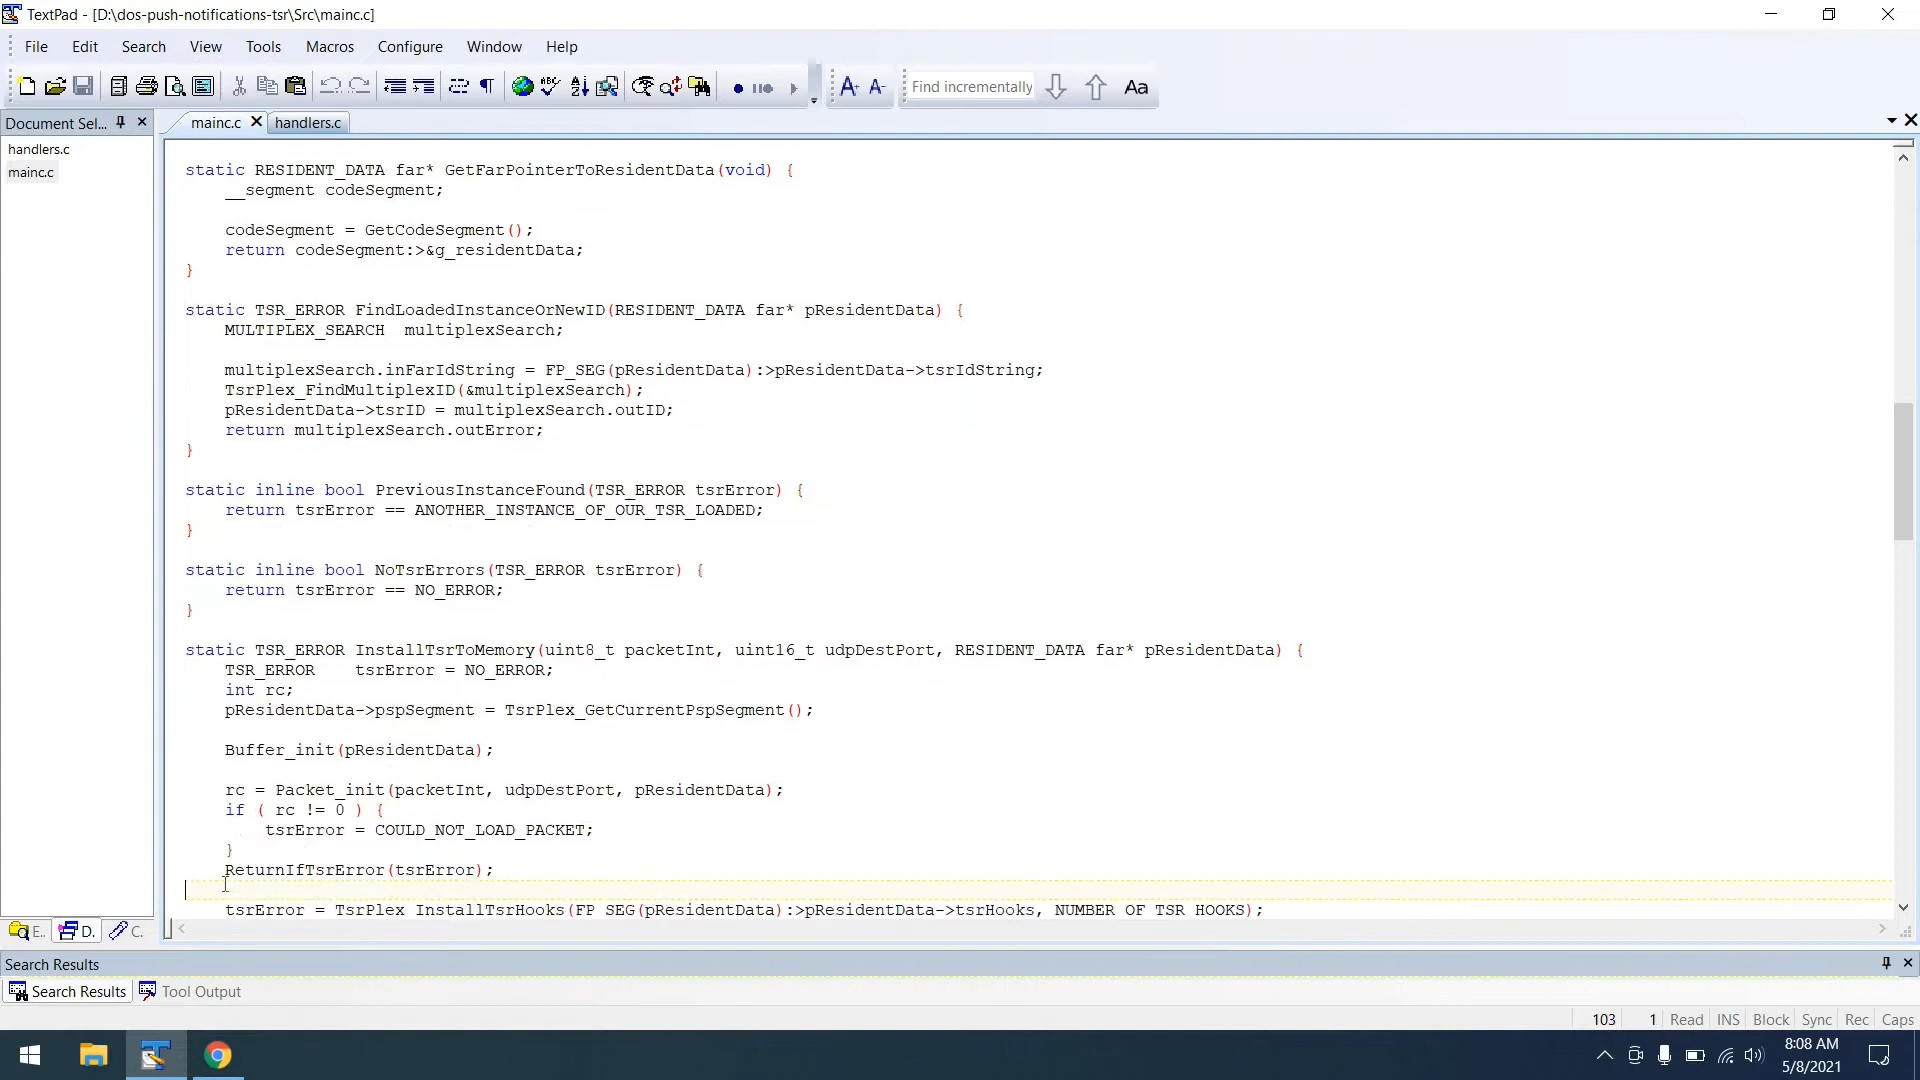 TextPad - [D:\dos-push-notifications-tsr\Src\mainc.c]
File Edit Search View Tools Macros Configure Window Help
Find incrementally
Document Sel... mainc.c handlers.c
handlers.c
mainc.c
static RESIDENT_DATA far* GetFarPointerToResidentData(void) {
__segment codeSegment;
codeSegment = GetCodeSegment();
return codeSegment:>&g_residentData;
}
static TSR_ERROR FindLoadedInstanceOrNewID(RESIDENT_DATA far* pResidentData) {
MULTIPLEX_SEARCH  multiplexSearch;
multiplexSearch.inFarIdString = FP_SEG(pResidentData):>pResidentData->tsrIdString;
TsrPlex_FindMultiplexID(&multiplexSearch);
pResidentData->tsrID = multiplexSearch.outID;
return multiplexSearch.outError;
}
static inline bool PreviousInstanceFound(TSR_ERROR tsrError) {
return tsrError == ANOTHER_INSTANCE_OF_OUR_TSR_LOADED;
}
static inline bool NoTsrErrors(TSR_ERROR tsrError) {
return tsrError == NO_ERROR;
}
static TSR_ERROR InstallTsrToMemory(uint8_t packetInt, uint16_t udpDestPort, RESIDENT_DATA far* pResidentData) {
TSR_ERROR    tsrError = NO_ERROR;
int rc;
pResidentData->pspSegment = TsrPlex_GetCurrentPspSegment();
Buffer_init(pResidentData);
rc = Packet_init(packetInt, udpDestPort, pResidentData);
if ( rc != 0 ) {
tsrError = COULD_NOT_LOAD_PACKET;
}
ReturnIfTsrError(tsrError);
tsrError = TsrPlex_InstallTsrHooks(FP_SEG(pResidentData):>pResidentData->tsrHooks, NUMBER_OF_TSR_HOOKS);
E.. D. C.
Search Results
Search Results Tool Output
103 1 Read INS Block Sync Rec Caps
8:08 AM
5/8/2021